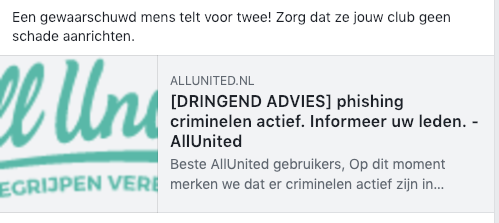 Een gewaarschuwd mens telt voor twee! Zorg dat ze jouw club geen
schade aanrichten.
ll Un
EGRIJPEN VERE
ALLUNITED.NL
[DRINGEND ADVIES] phishing
criminelen actief. Informeer uw leden. -
AllUnited
Beste AllUnited gebruikers, Op dit moment
merken we dat er criminelen actief zijn in...